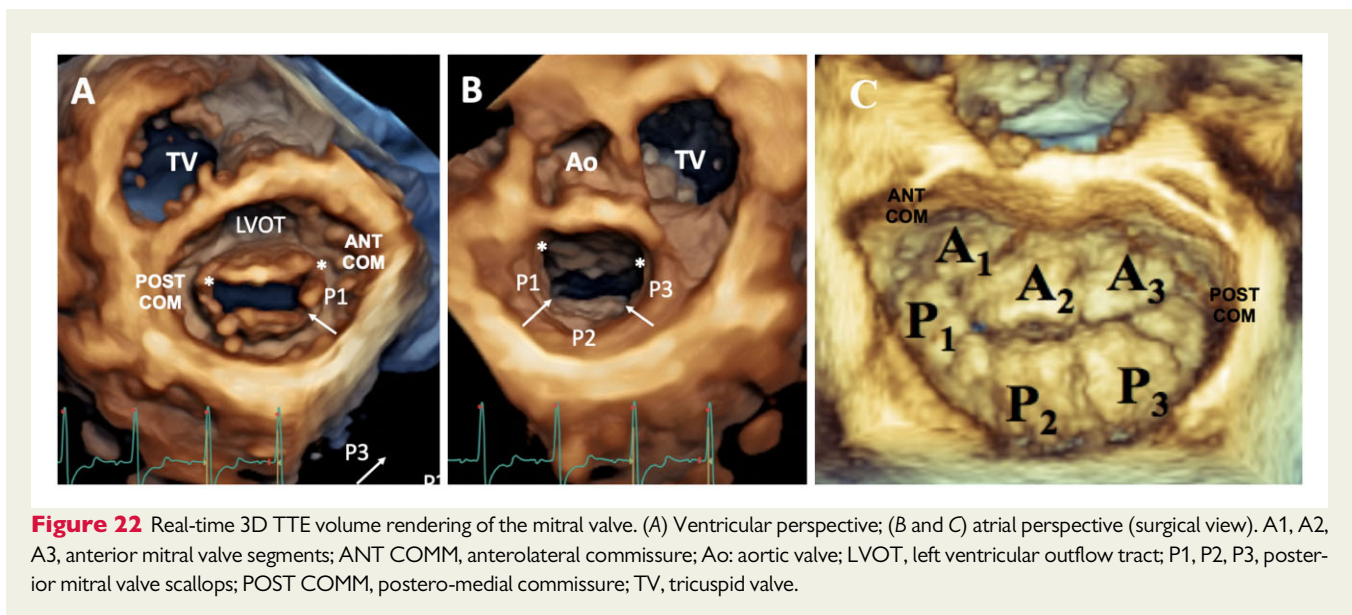 A
TV
LVOT
ANT
COM
POST
COM
*
*
P1
P3
B
Ao
TV
*
*
P1
P3
P2
C
ANT
COM
A1
A2
A3
P1
POST
COM
P2
P3
Figure 22 Real-time 3D TTE volume rendering of the mitral valve. (A) Ventricular perspective; (B and C) atrial perspective (surgical view). A1, A2,
A3, anterior mitral valve segments; ANT COMM, anterolateral commissure; Ao: aortic valve; LVOT, left ventricular outflow tract; P1, P2, P3, poster-
ior mitral valve scallops; POST COMM, postero-medial commissure; TV, tricuspid valve.